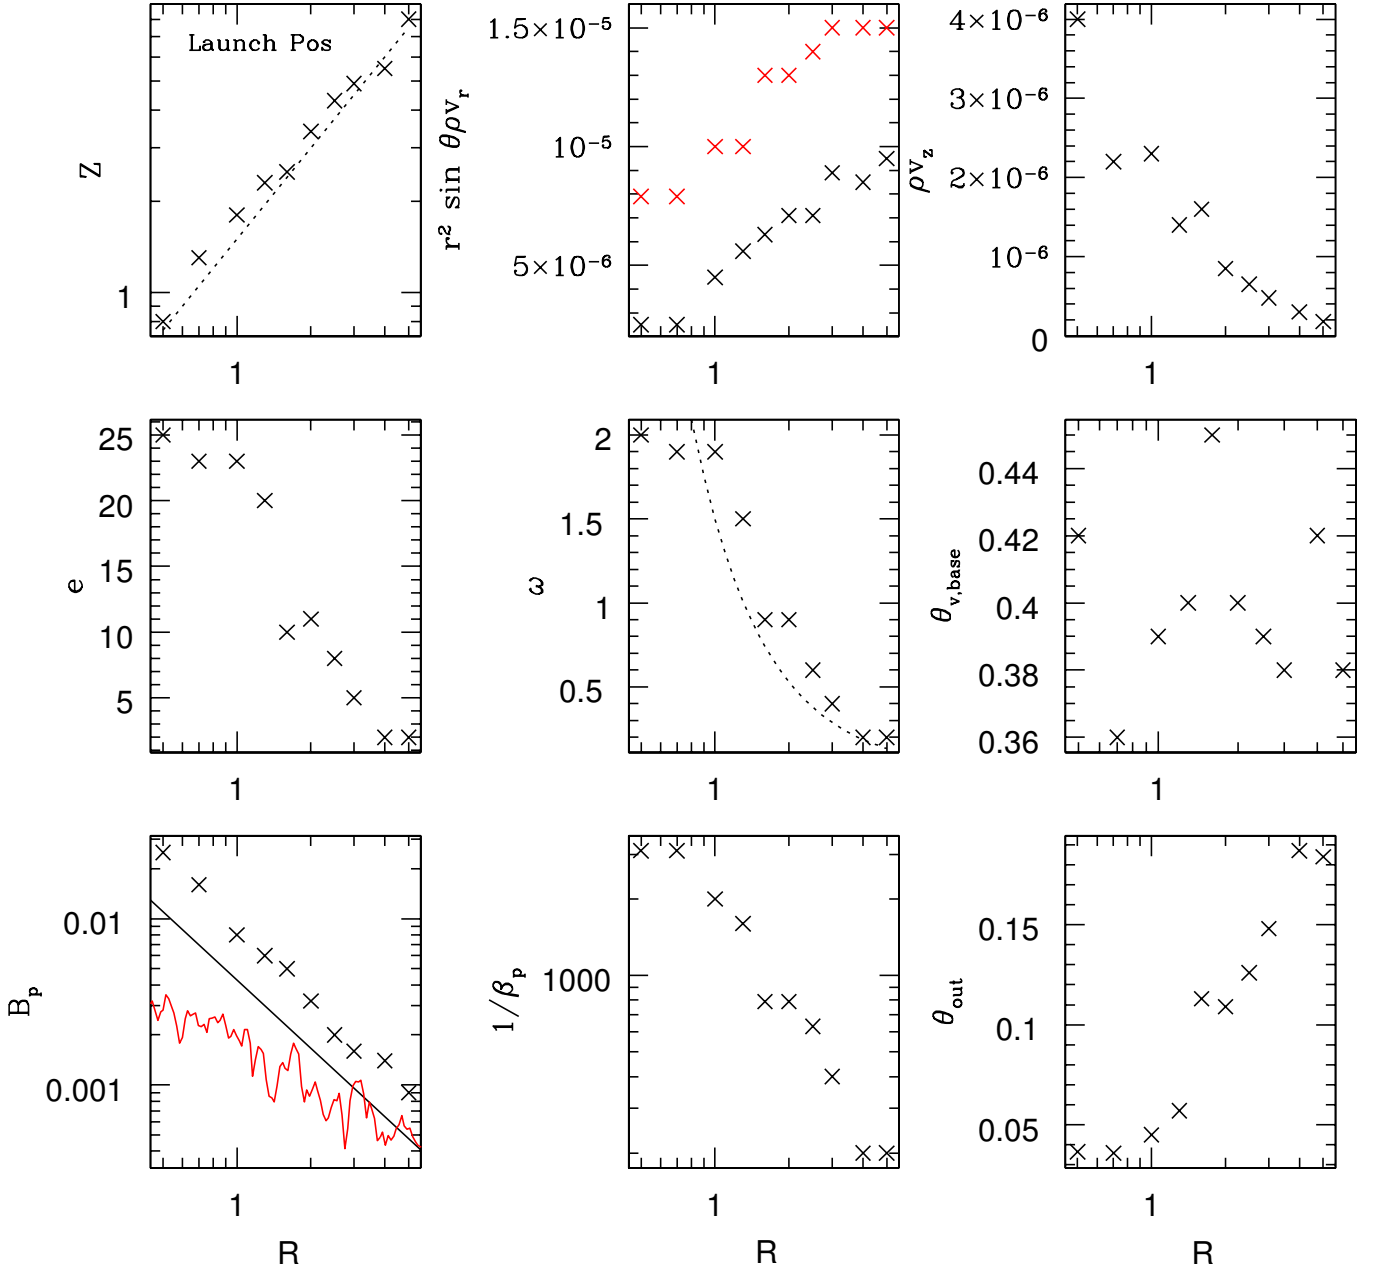 Launch Pos
Z
1
1
r² sin θρvᵣ
1.5×10⁻⁵
10⁻⁵
5×10⁻⁶
1
ρv_z
4×10⁻⁶
3×10⁻⁶
2×10⁻⁶
10⁻⁶
0
1
e
25
20
15
10
5
1
ω
2
1.5
1
0.5
1
θ_v,base
0.44
0.42
0.4
0.38
0.36
1
B_p
0.01
0.001
1
R
1/β_p
1000
1
R
θ_out
0.15
0.1
0.05
1
R